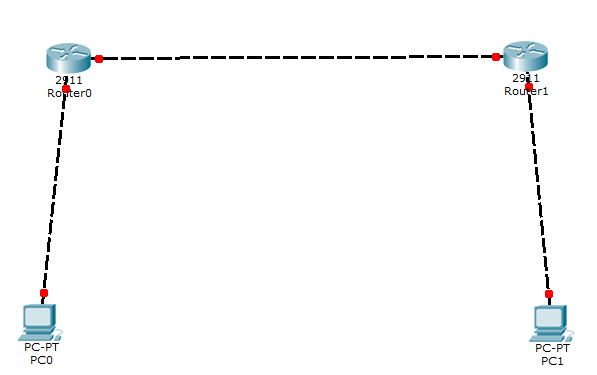 2911
Router0
2911
Router1
PC-PT
PC0
PC-PT
PC1